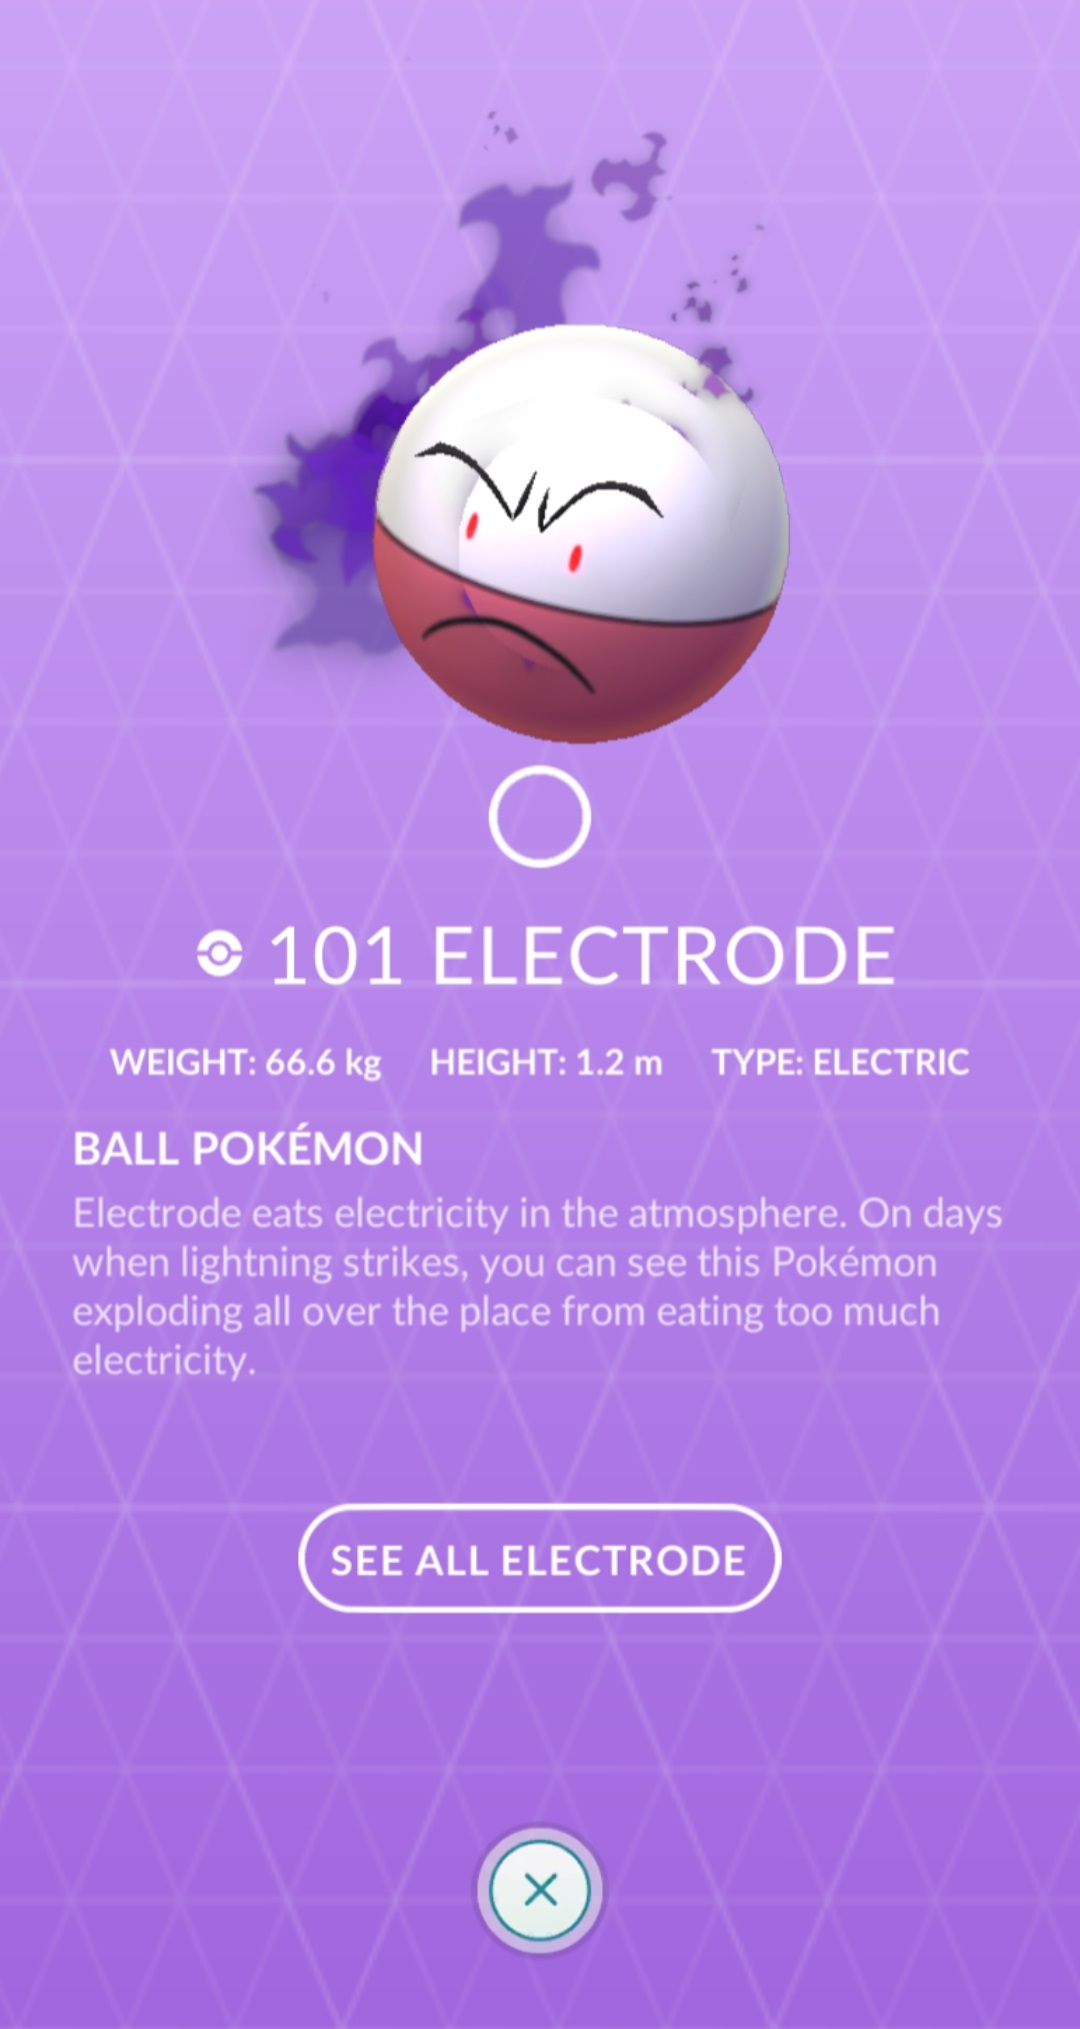 101 ELECTRODE
WEIGHT: 66.6 kg HEIGHT: 1.2 m TYPE: ELECTRIC
BALL POKÉMON
Electrode eats electricity in the atmosphere. On days
when lightning strikes, you can see this Pokémon
exploding all over the place from eating too much
electricity.
SEE ALL ELECTRODE